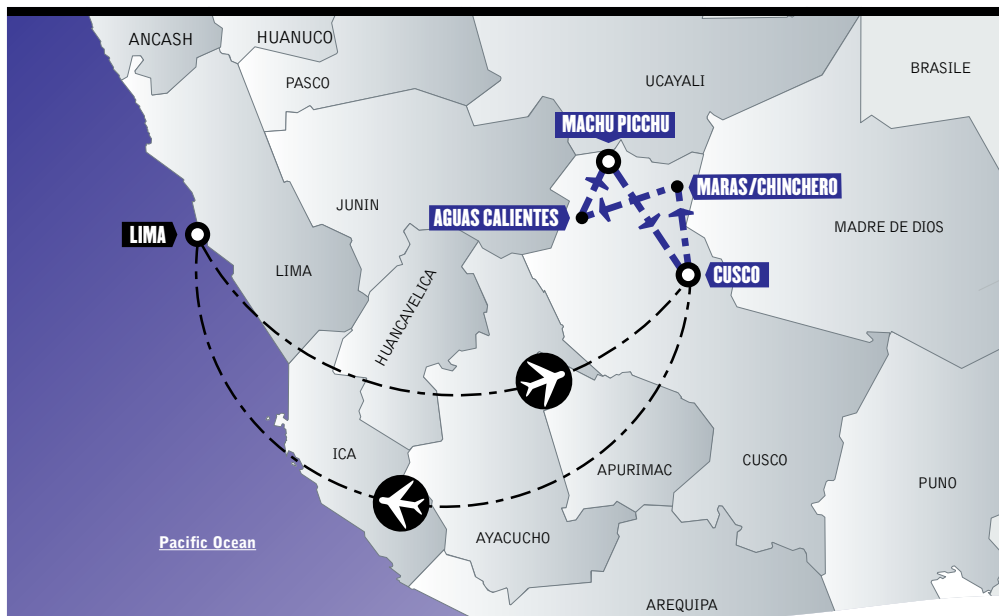 ANCASH
HUANUCO
PASCO
UCAYALI
BRASILE
MACHU PICCHU
MARAS/CHINCHERO
JUNIN
AGUAS CALIENTES
MADRE DE DIOS
LIMA
LIMA
CUSCO
HUANCAVELICA
ICA
APURIMAC
CUSCO
PUNO
Pacific Ocean
AYACUCHO
AREQUIPA